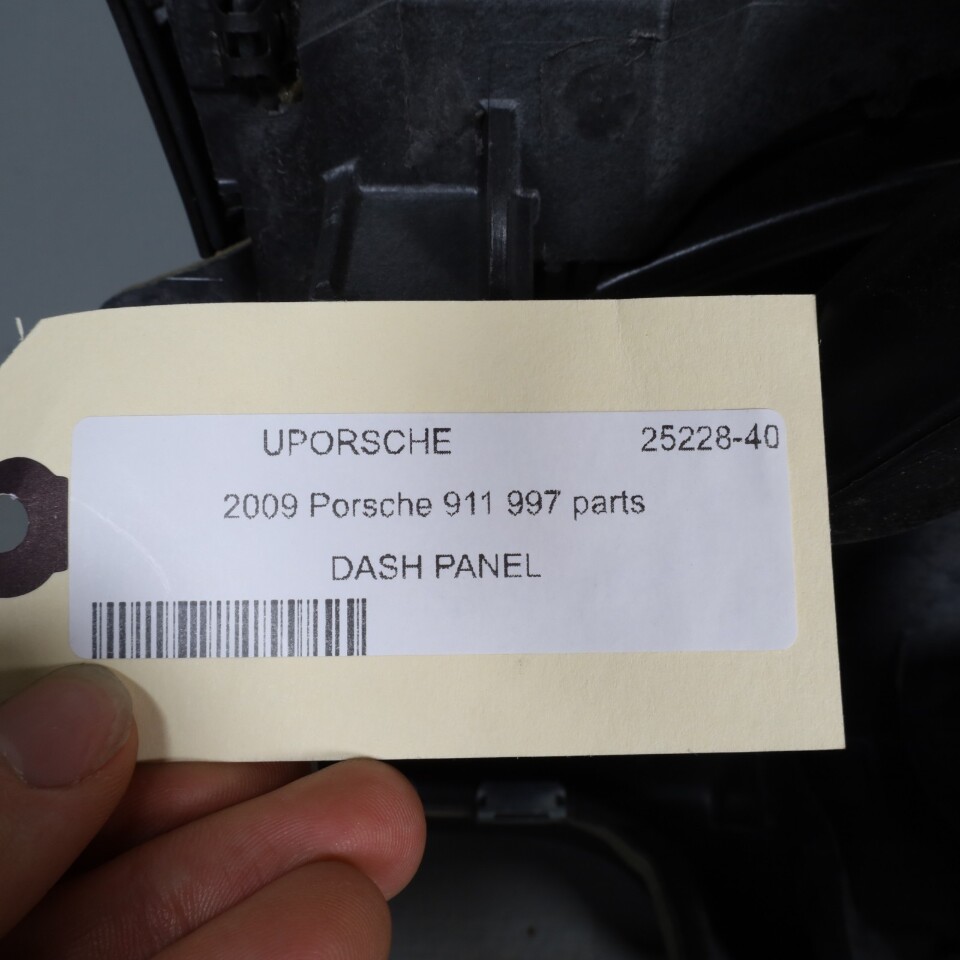 UPORSCHE 25228-40
2009 Porsche 911 997 parts
DASH PANEL